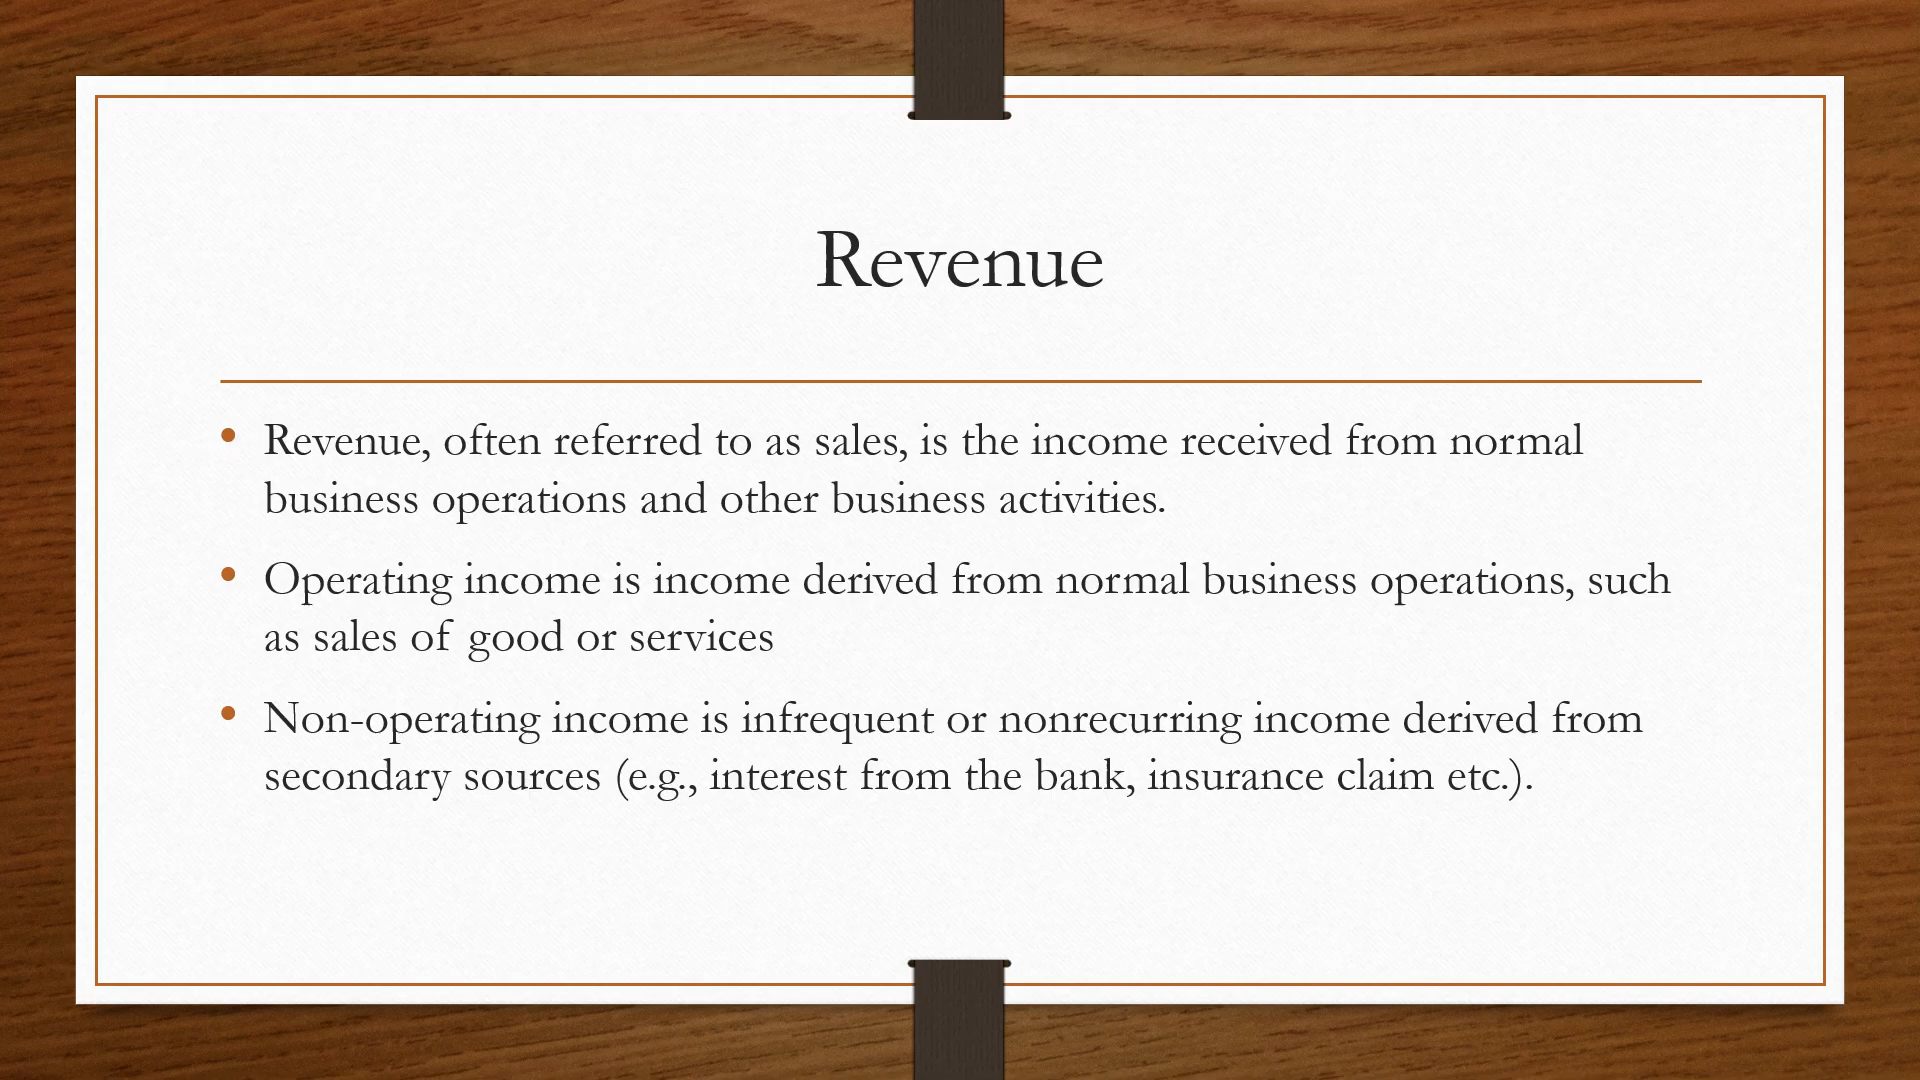 Revenue
• Revenue, often referred to as sales, is the income received from normal
business operations and other business activities.
• Operating income is income derived from normal business operations, such
as sales of good or services
• Non-operating income is infrequent or nonrecurring income derived from
secondary sources (e.g., interest from the bank, insurance claim etc.).